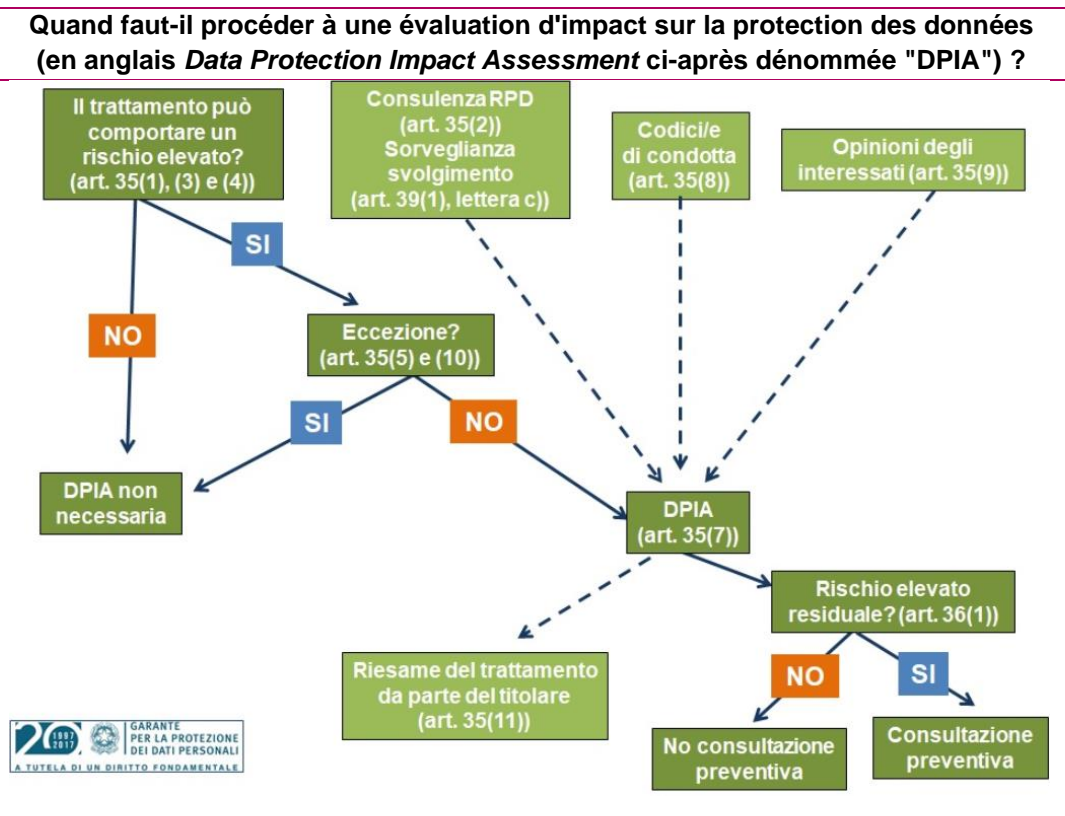 Quand faut-il procéder à une évaluation d'impact sur la protection des données
(en anglais Data Protection Impact Assessment ci-après dénommée "DPIA") ?
Il trattamento può
comportare un
rischio elevato?
(art. 35(1), (3) e (4))
Consulenza RPD
(art. 35(2))
Sorveglianza
svolgimento
(art. 39(1), lettera c))
Codici/e
di condotta
(art. 35(8))
Opinioni degli
interessati (art. 35(9))
SI
NO
Eccezione?
(art. 35(5) e (10))
SI
NO
DPIA non
necessaria
DPIA
(art. 35(7))
Rischio elevato
residuale? (art. 36(1))
Riesame del trattamento
da parte del titolare
(art. 35(11))
NO
SI
No consultazione
preventiva
Consultazione
preventiva
20 1997
2017
GARANTE
PER LA PROTEZIONE
DEI DATI PERSONALI
A TUTELA DI UN DIRITTO FONDAMENTALE